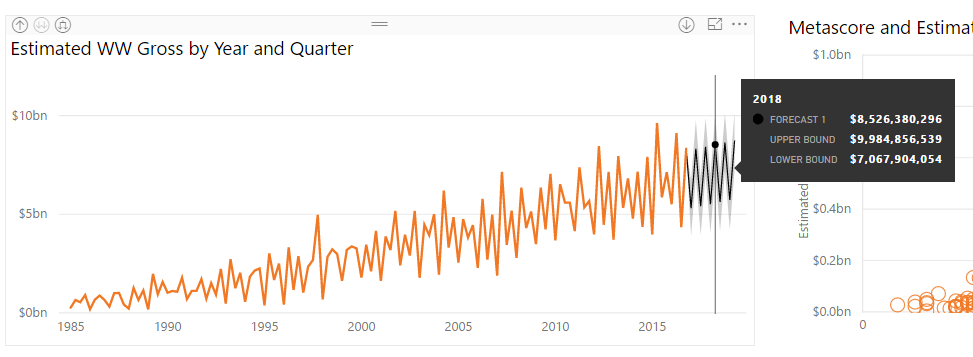 Estimated WW Gross by Year and Quarter
$10bn
$5bn
$0bn
1985 1990 1995 2000 2005 2010 2015
2018
FORECAST 1 $8,526,380,296
UPPER BOUND $9,984,856,539
LOWER BOUND $7,067,904,054
Metascore and Estimat
$1.0bn
Estimated
$0.4bn
$0.2bn
$0.0bn
0